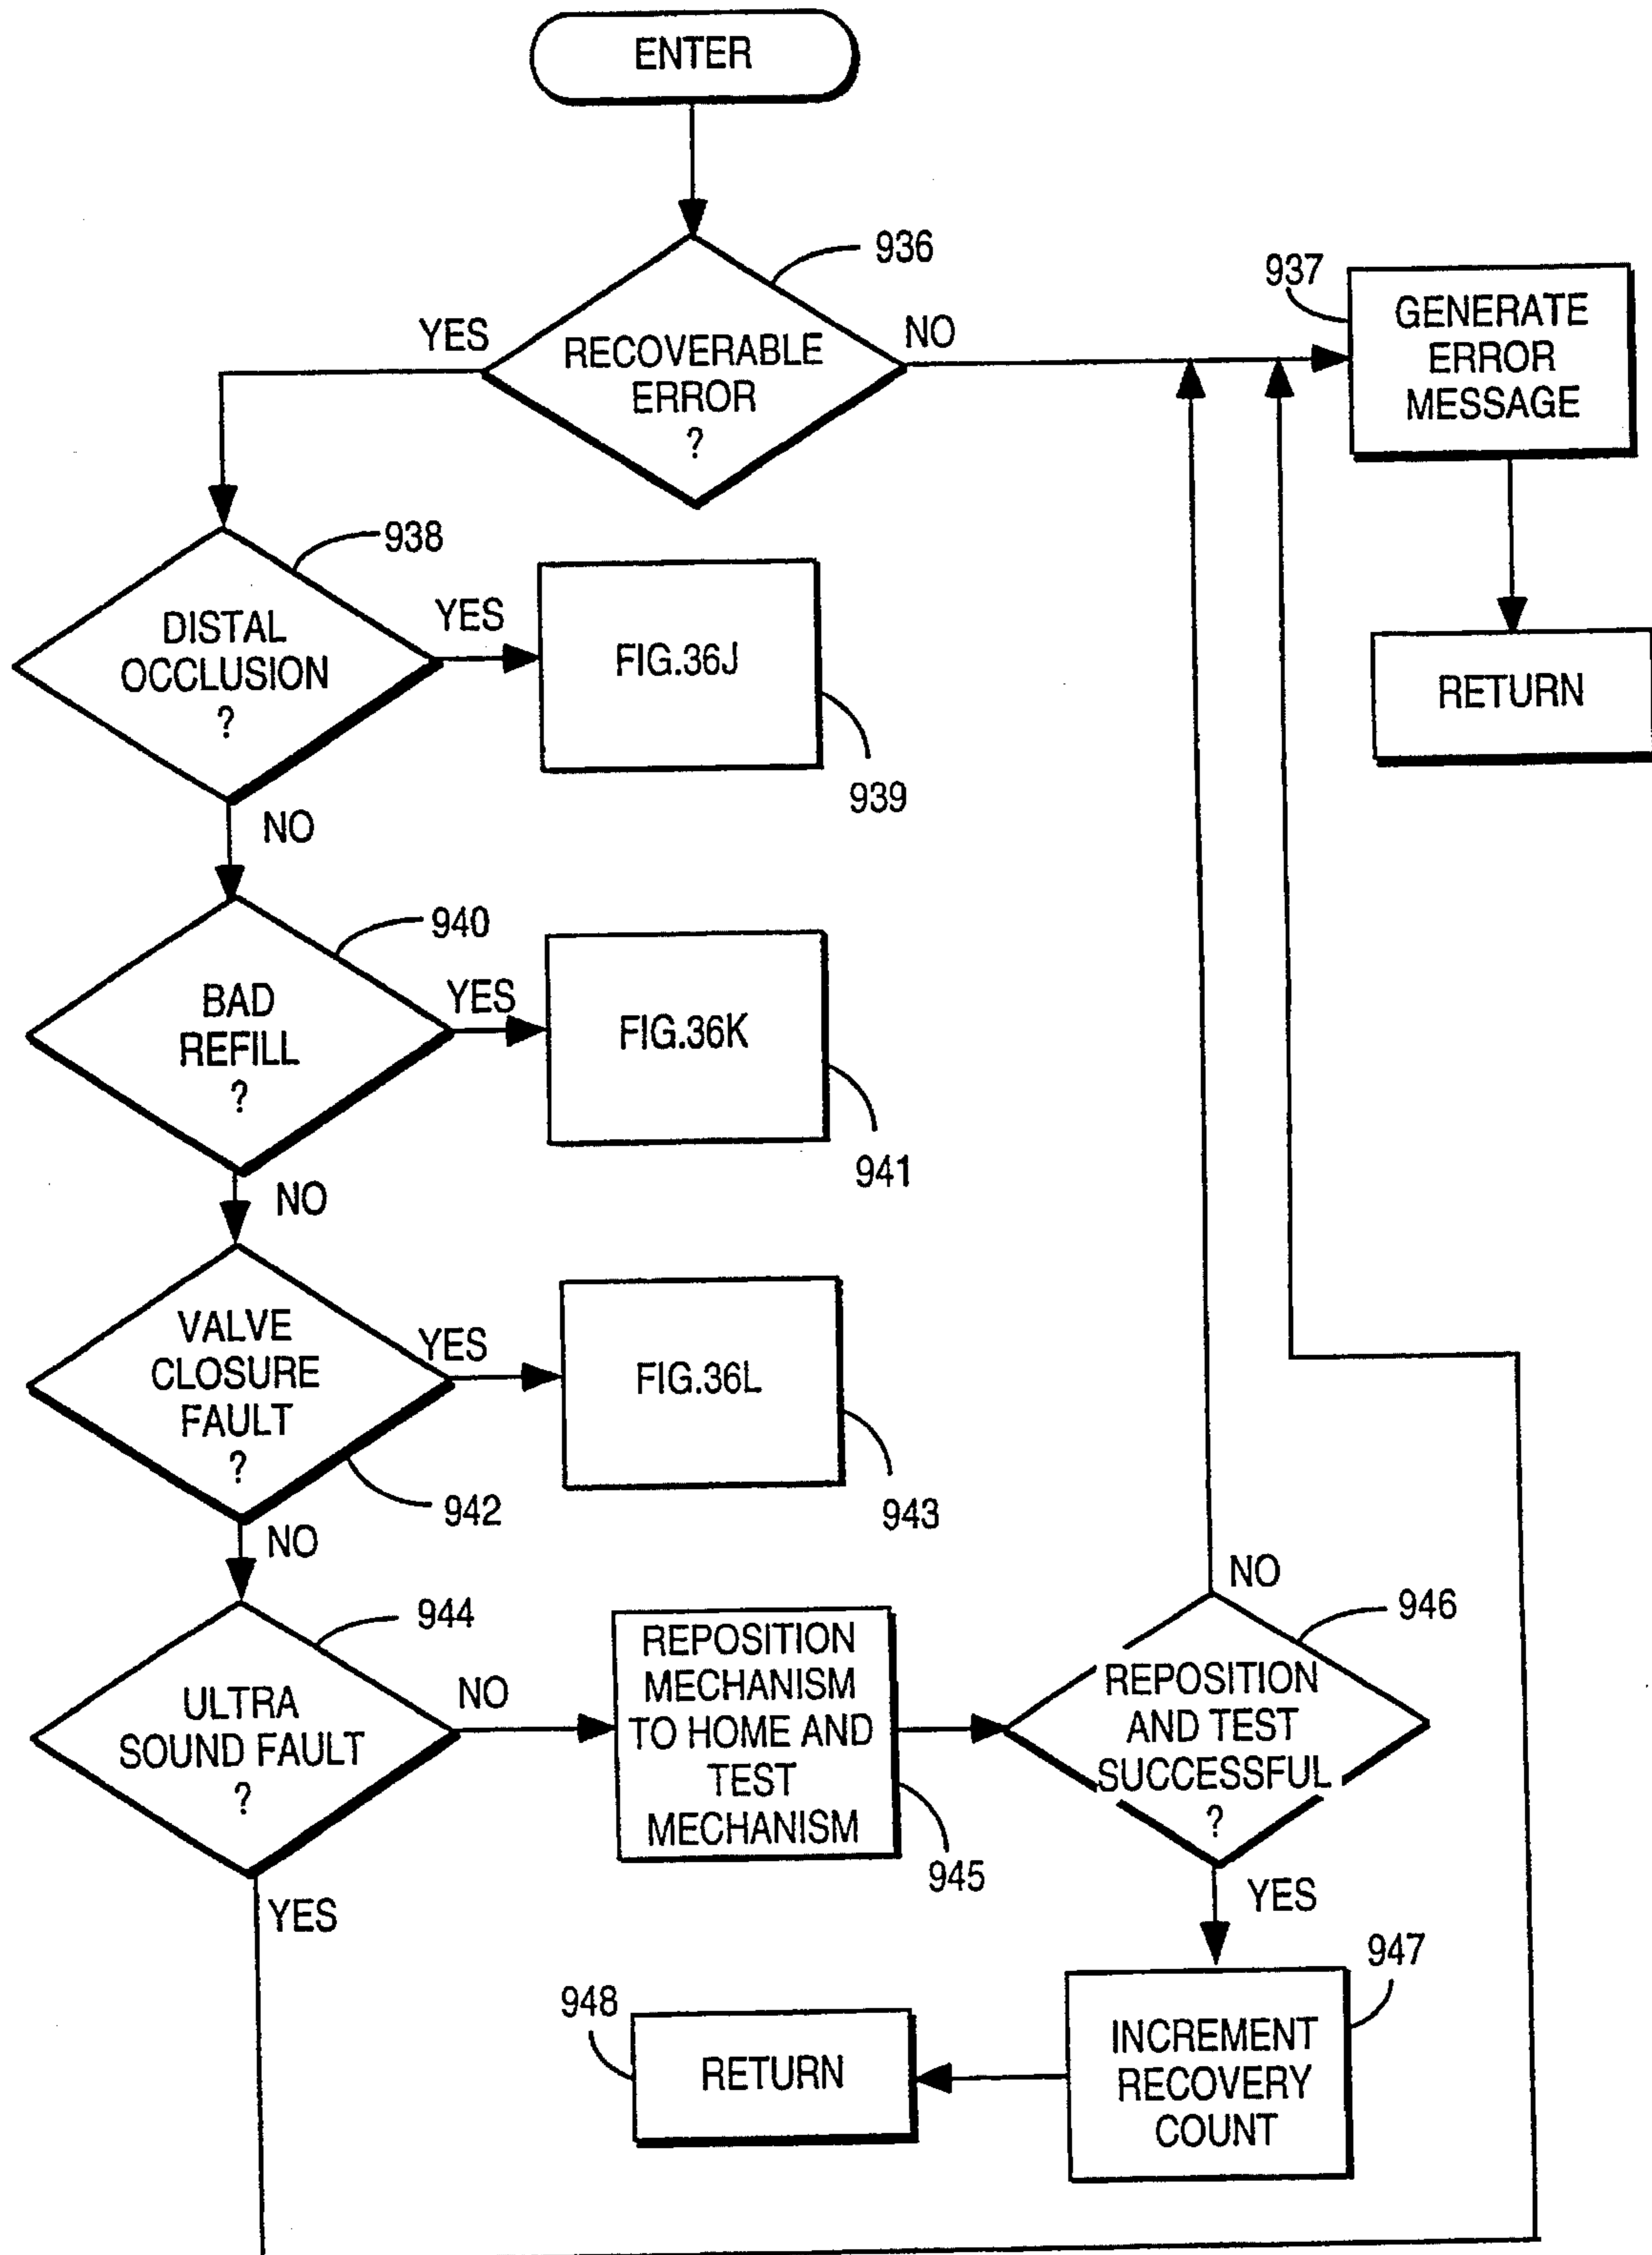 ENTER
936
RECOVERABLE
ERROR
?
YES
NO
937
GENERATE
ERROR
MESSAGE
RETURN
938
DISTAL
OCCLUSION
?
YES
FIG.36J
939
NO
940
BAD
REFILL
?
YES
FIG.36K
941
NO
VALVE
CLOSURE
FAULT
?
YES
FIG.36L
942
943
NO
944
ULTRA
SOUND FAULT
?
NO
YES
REPOSITION
MECHANISM
TO HOME AND
TEST
MECHANISM
945
NO
946
REPOSITION
AND TEST
SUCCESSFUL
?
YES
947
INCREMENT
RECOVERY
COUNT
948
RETURN